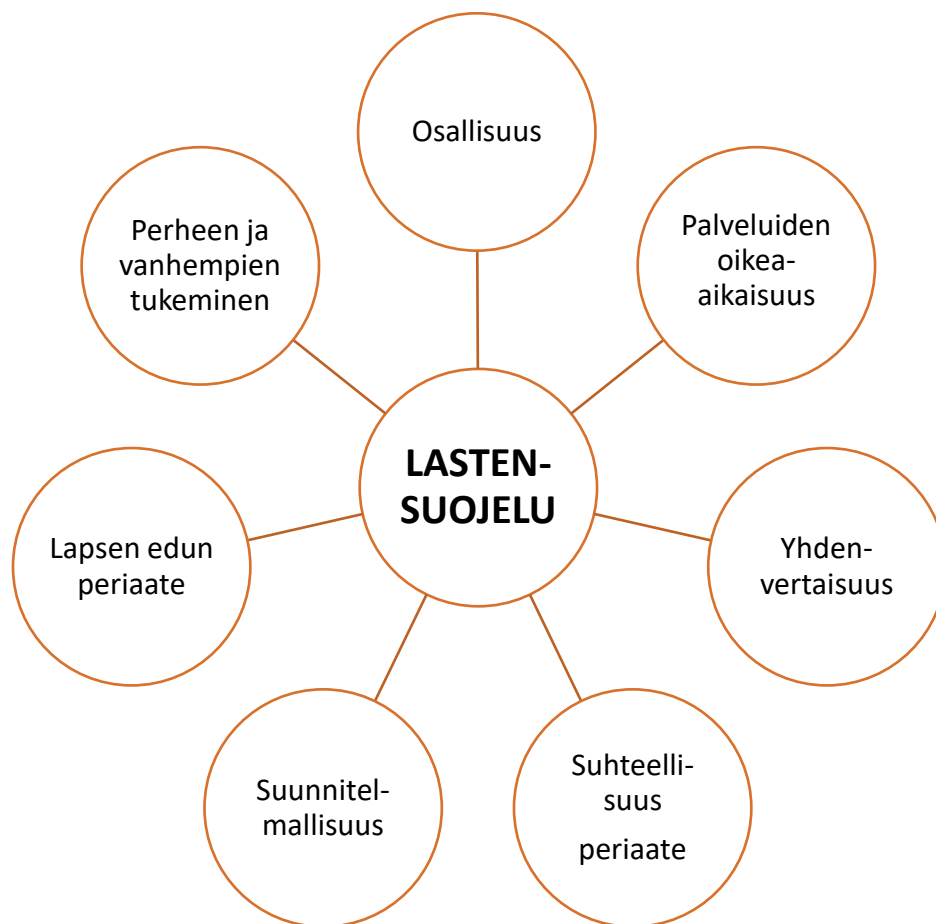 Osallisuus
Palveluiden
oikea-
aikaisuus
Yhden-
vertaisuus
Suhteelli-
suus
periaate
Suunnitel-
mallisuus
Lapsen edun
periaate
Perheen ja
vanhempien
tukeminen
LASTEN-
SUOJELU